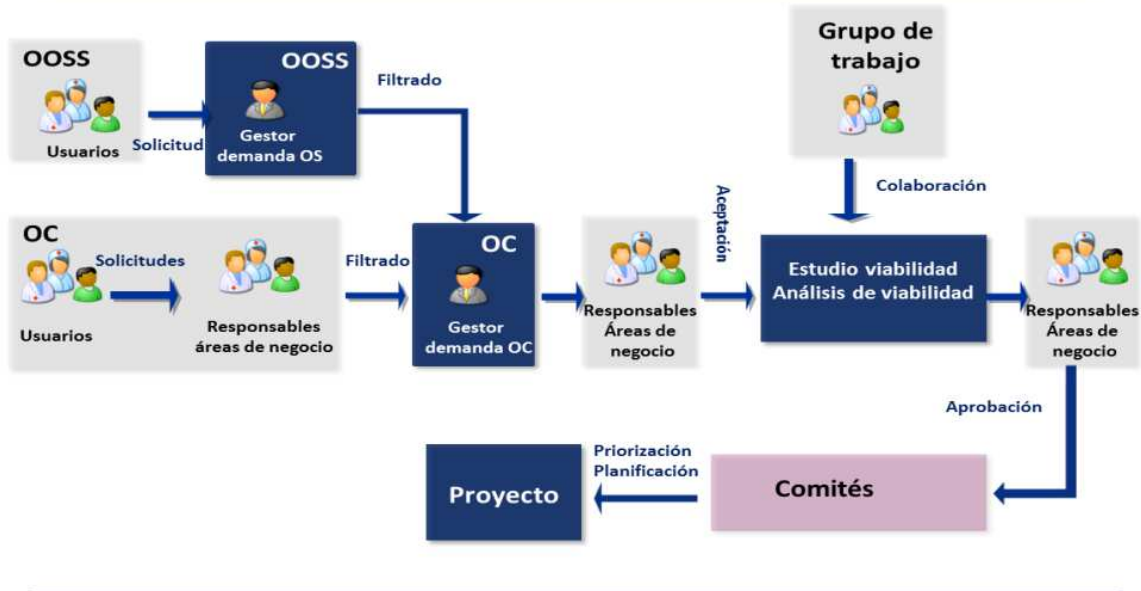 OOSS
Usuarios
Solicitud
OOSS
Gestor
demanda OS
Filtrado
Grupo de
trabajo
Colaboración
OC
Usuarios
Solicitudes
Responsables
áreas de negocio
Filtrado
OC
Gestor
demanda OC
Responsables
Áreas de
negocio
Aceptación
Estudio viabilidad
Análisis de viabilidad
Responsables
Áreas de
negocio
Aprobación
Comités
Priorización
Planificación
Proyecto